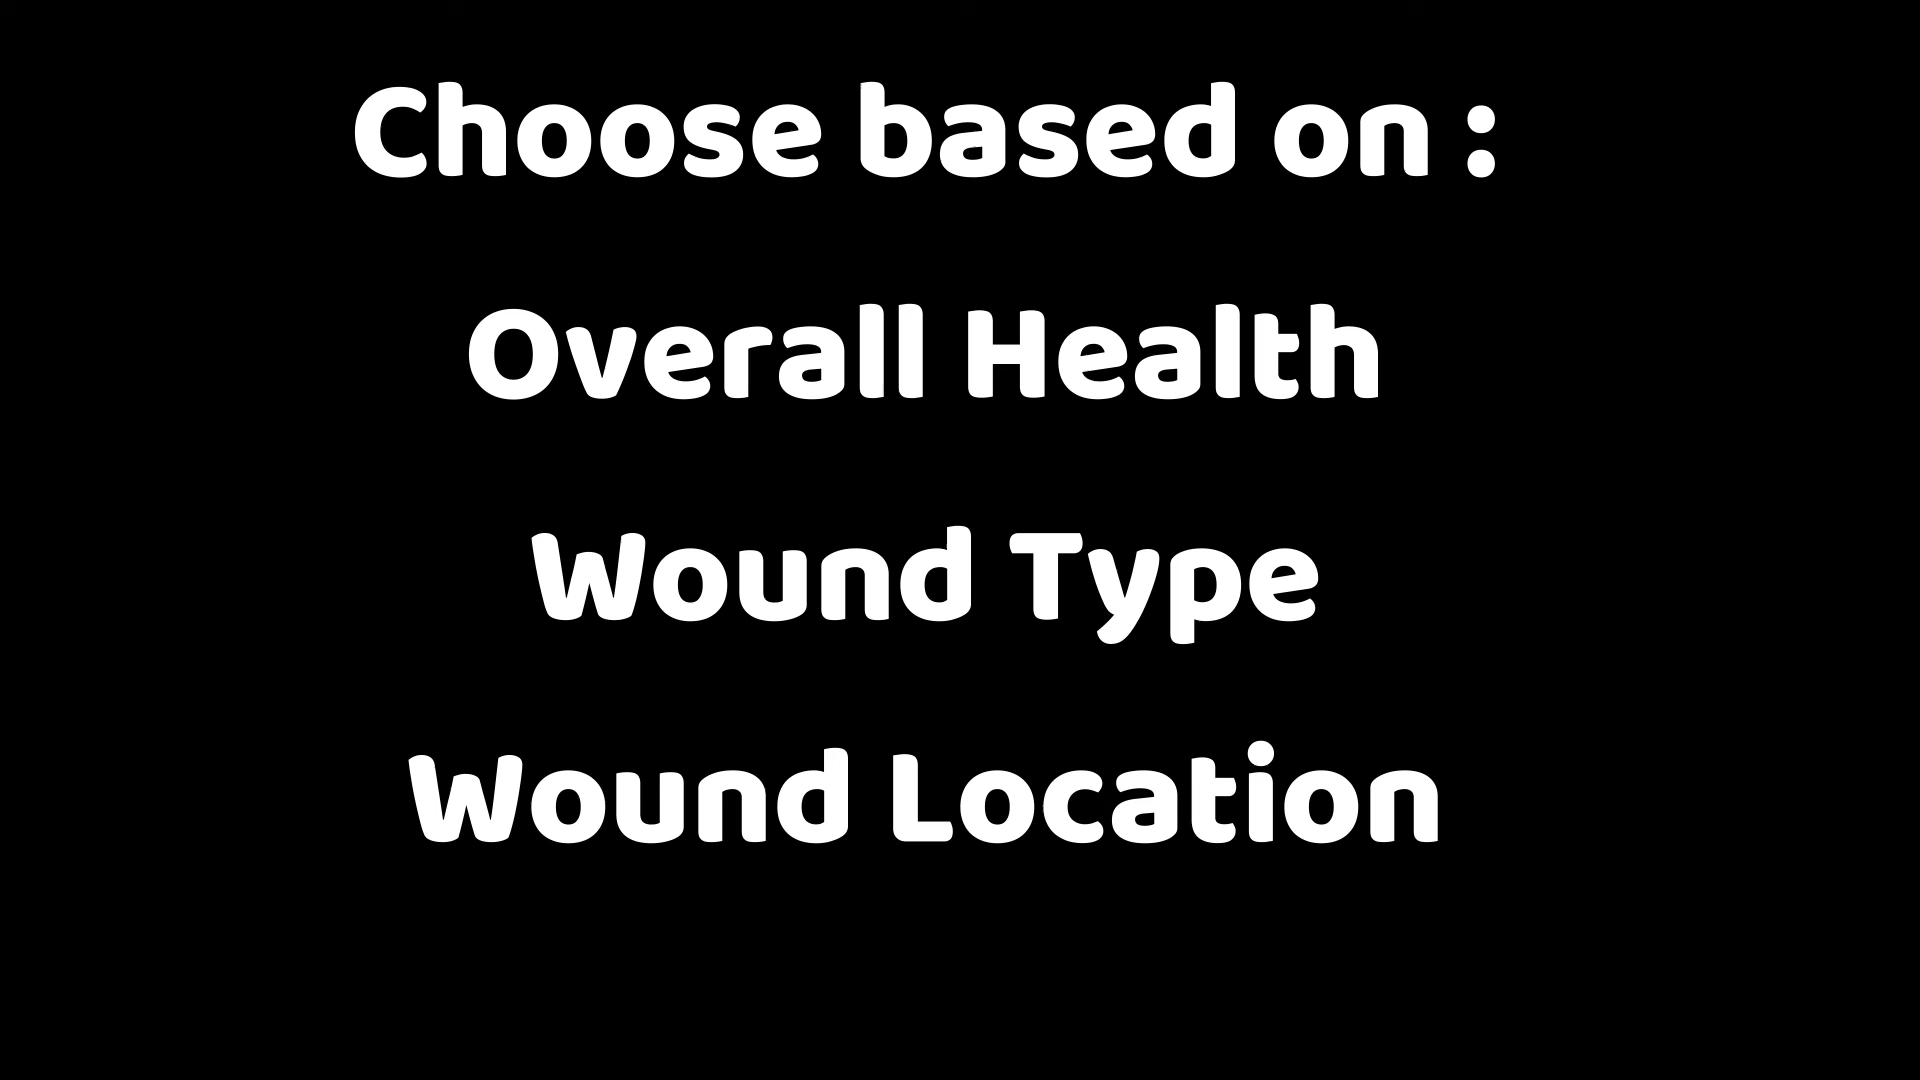 Choose based on :
Overall Health
Wound Type
Wound Location